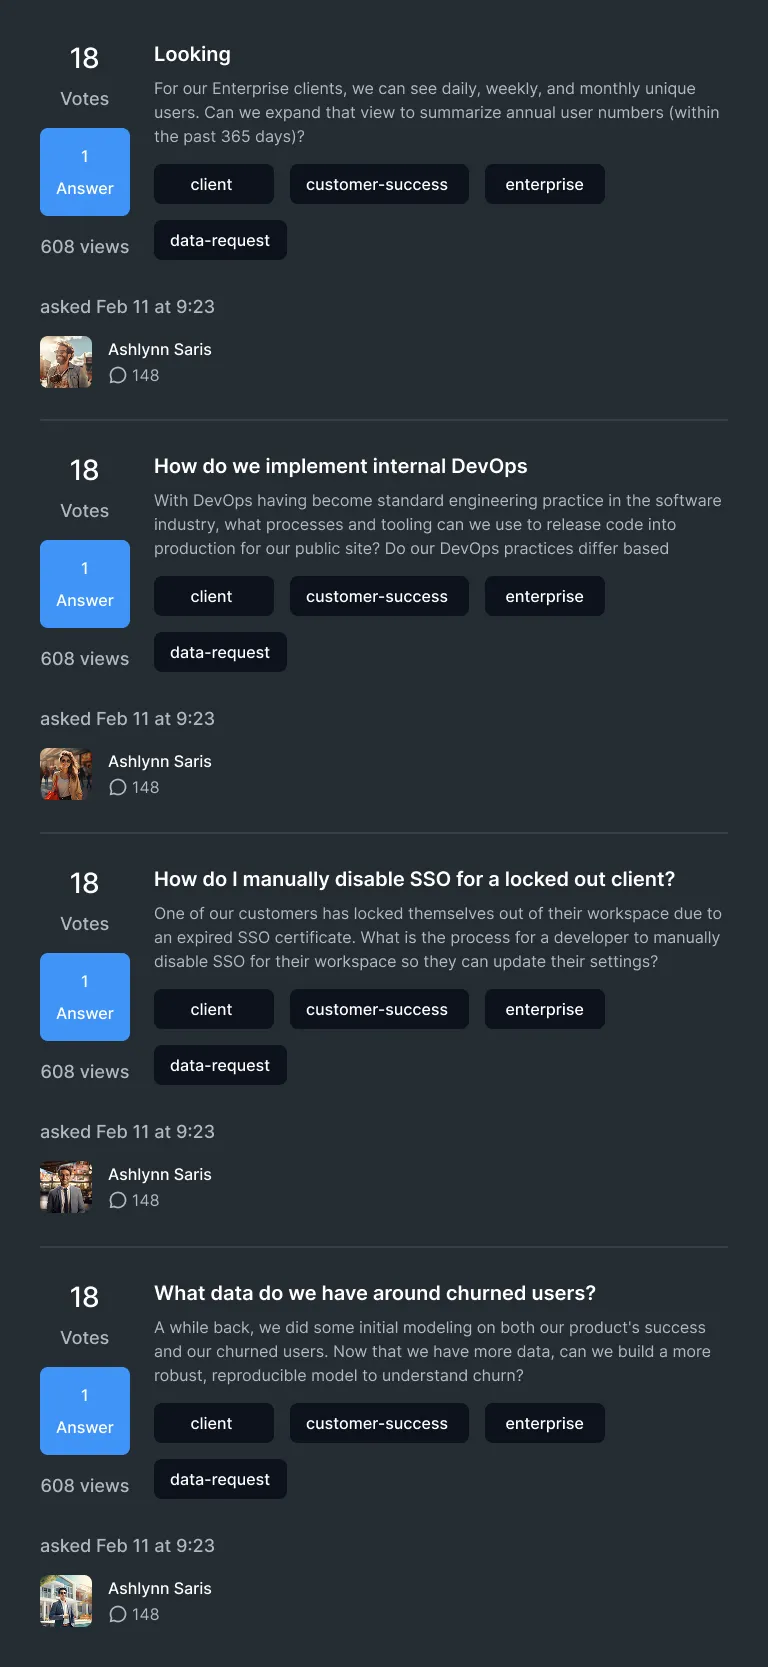 18
Votes
1
Answer
608 views
Looking
For our Enterprise clients, we can see daily, weekly, and monthly unique
users. Can we expand that view to summarize annual user numbers (within
the past 365 days)?
client customer-success enterprise
data-request
asked Feb 11 at 9:23
Ashlynn Saris
148
18
Votes
1
Answer
608 views
How do we implement internal DevOps
With DevOps having become standard engineering practice in the software
industry, what processes and tooling can we use to release code into
production for our public site? Do our DevOps practices differ based
client customer-success enterprise
data-request
asked Feb 11 at 9:23
Ashlynn Saris
148
18
Votes
1
Answer
608 views
How do I manually disable SSO for a locked out client?
One of our customers has locked themselves out of their workspace due to
an expired SSO certificate. What is the process for a developer to manually
disable SSO for their workspace so they can update their settings?
client customer-success enterprise
data-request
asked Feb 11 at 9:23
Ashlynn Saris
148
18
Votes
1
Answer
608 views
What data do we have around churned users?
A while back, we did some initial modeling on both our product's success
and our churned users. Now that we have more data, can we build a more
robust, reproducible model to understand churn?
client customer-success enterprise
data-request
asked Feb 11 at 9:23
Ashlynn Saris
148